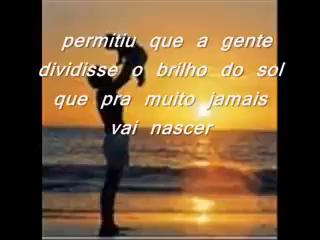 permitiu que a gente
dividisse o brilho do sol
que pra muito jamais
vai nascer